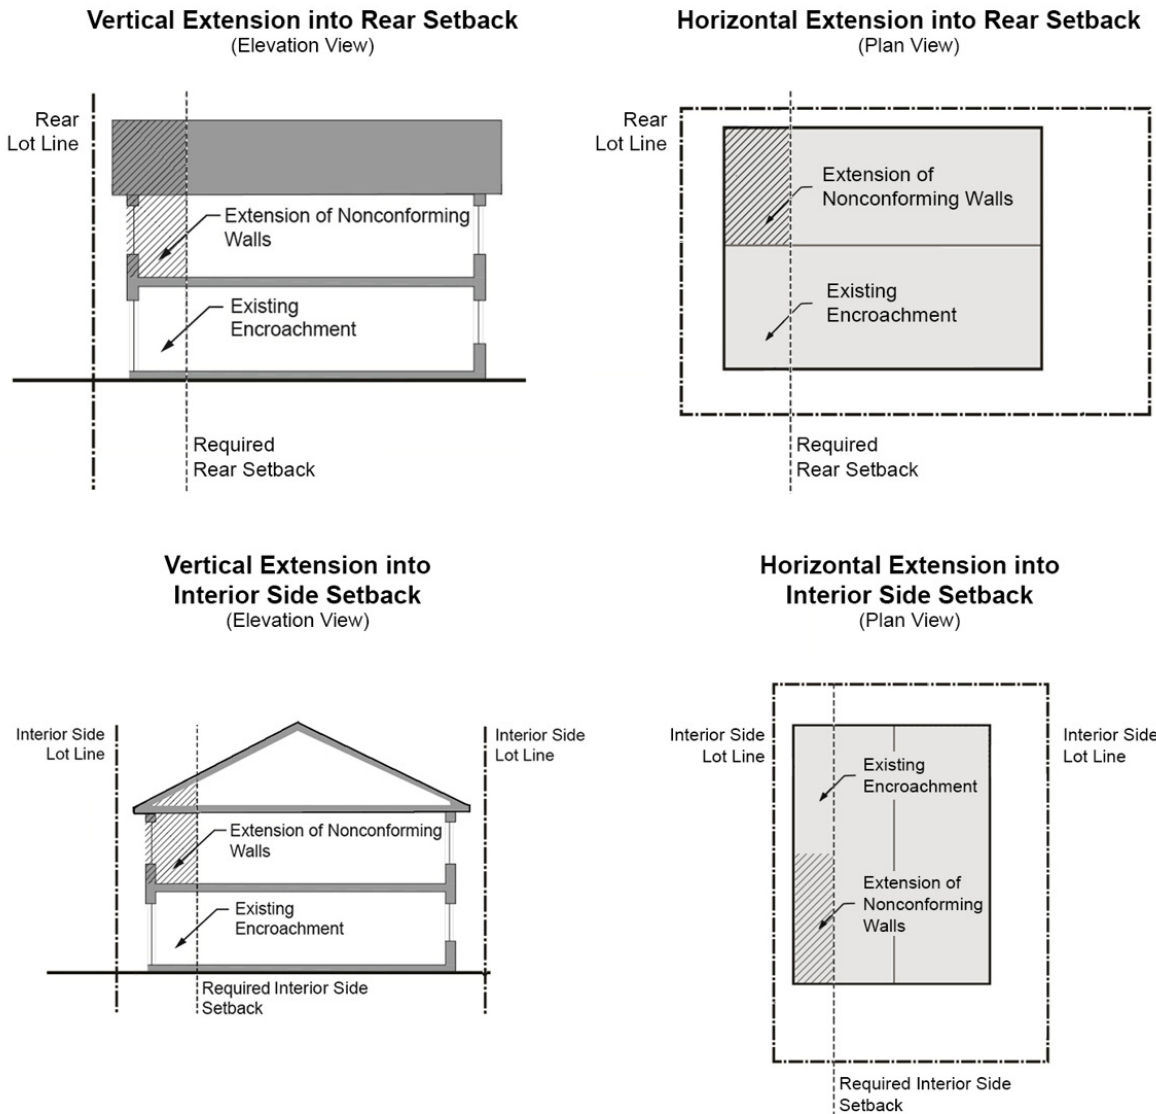 Vertical Extension into Rear Setback
(Elevation View)
Rear
Lot Line
Extension of Nonconforming
Walls
Existing
Encroachment
Required
Rear Setback
Horizontal Extension into Rear Setback
(Plan View)
Rear
Lot Line
Extension of
Nonconforming Walls
Existing
Encroachment
Required
Rear Setback
Vertical Extension into
Interior Side Setback
(Elevation View)
Interior Side
Lot Line
Interior Side
Lot Line
Extension of Nonconforming
Walls
Existing
Encroachment
Required Interior Side
Setback
Horizontal Extension into
Interior Side Setback
(Plan View)
Interior Side
Lot Line
Interior Side
Lot Line
Existing
Encroachment
Extension of
Nonconforming
Walls
Required Interior Side
Setback